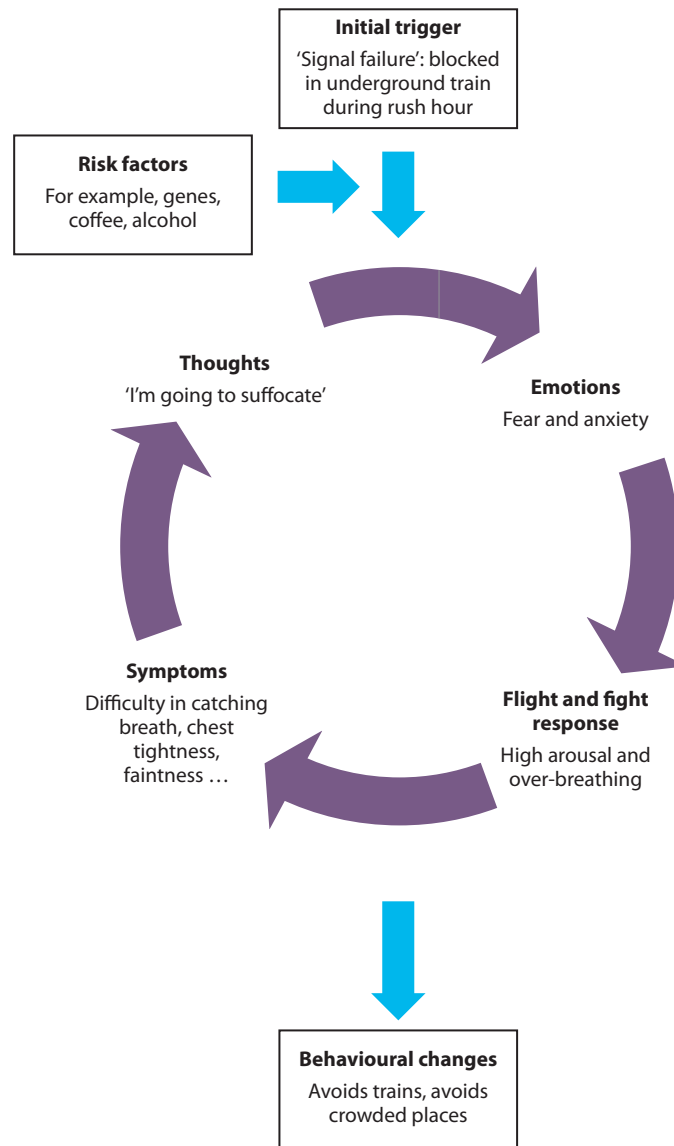 Initial trigger
‘Signal failure’: blocked
in underground train
during rush hour
Risk factors
For example, genes,
coffee, alcohol
Thoughts
‘I’m going to suffocate’
Emotions
Fear and anxiety
Symptoms
Difficulty in catching
breath, chest
tightness,
faintness …
Flight and fight
response
High arousal and
over-breathing
Behavioural changes
Avoids trains, avoids
crowded places